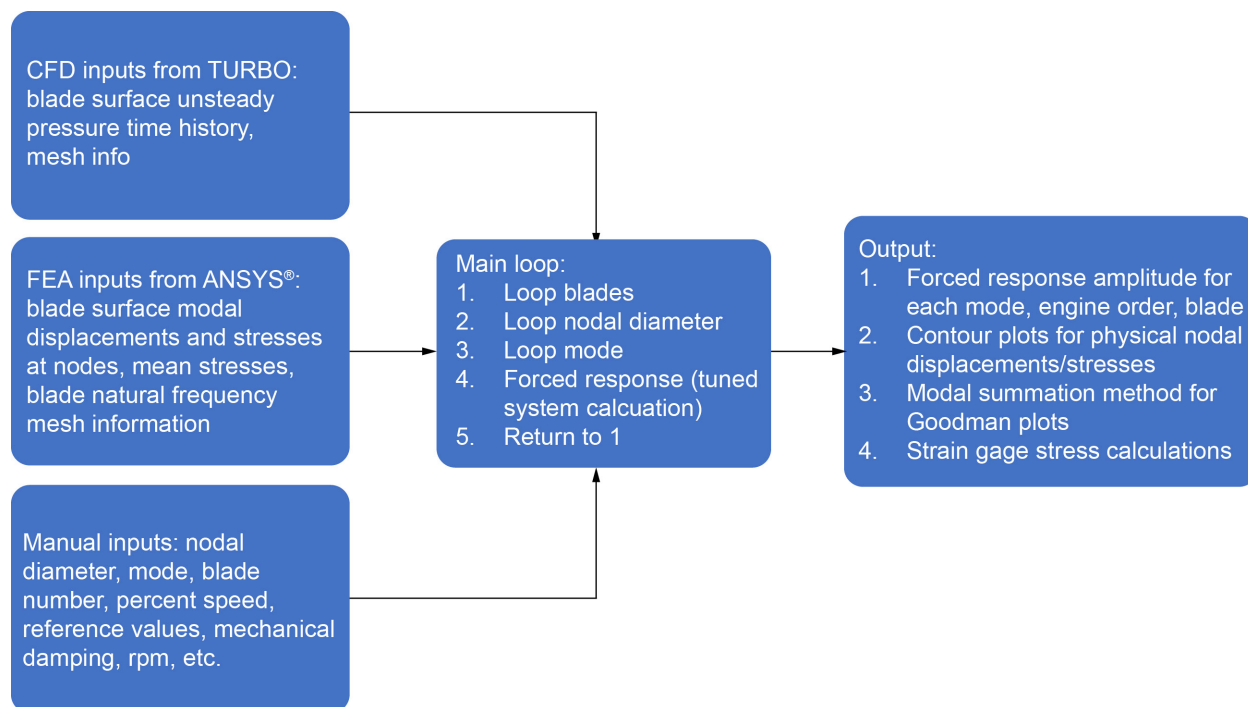 CFD inputs from TURBO:
blade surface unsteady
pressure time history,
mesh info
FEA inputs from ANSYS®:
blade surface modal
displacements and stresses
at nodes, mean stresses,
blade natural frequency
mesh information
Manual inputs: nodal
diameter, mode, blade
number, percent speed,
reference values, mechanical
damping, rpm, etc.
Main loop:
1. Loop blades
2. Loop nodal diameter
3. Loop mode
4. Forced response (tuned
system calcuation)
5. Return to 1
Output:
1. Forced response amplitude for
each mode, engine order, blade
2. Contour plots for physical nodal
displacements/stresses
3. Modal summation method for
Goodman plots
4. Strain gage stress calculations